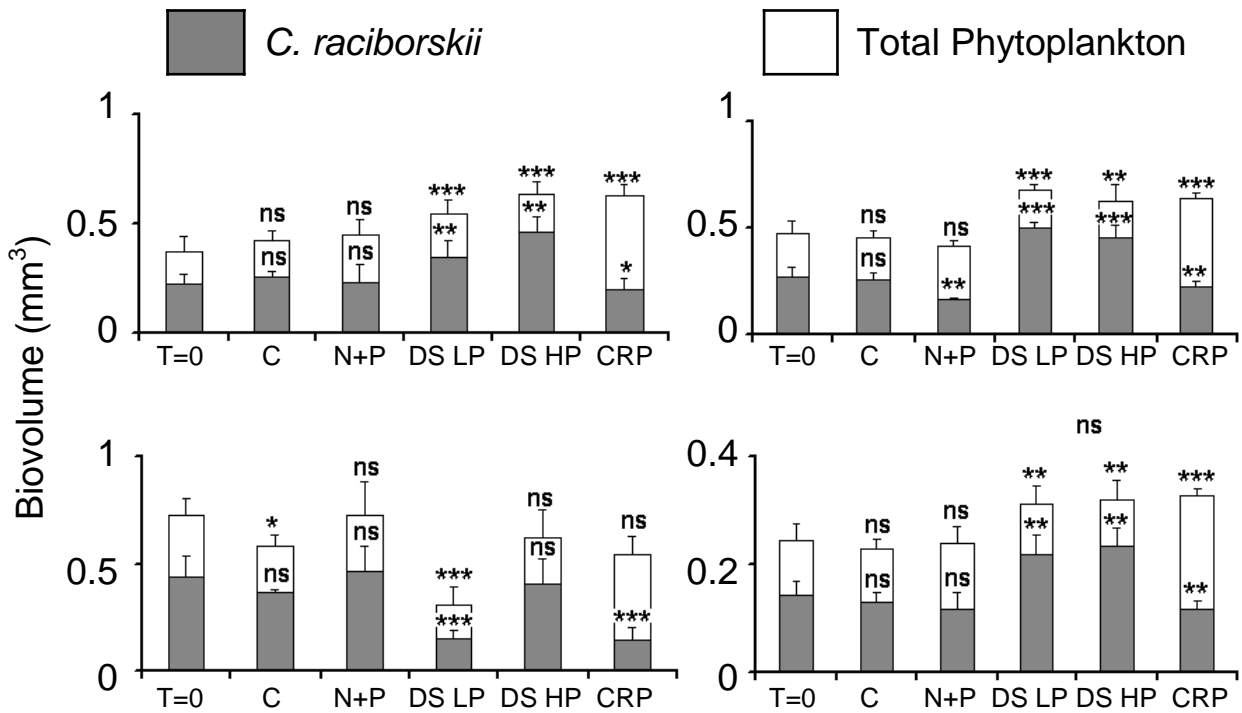 C. raciborskii
Total Phytoplankton
Biovolume (mm³)
1
0.5
0
ns
ns
ns
ns
***
**
***
**
***
*
T=0 C N+P DS LP DS HP CRP
1
0.5
0
ns
ns
ns
**
***
***
**
***
***
**
T=0 C N+P DS LP DS HP CRP
1
0.5
0
*
ns
ns
ns
***
***
ns
ns
ns
***
T=0 C N+P DS LP DS HP CRP
ns
0.4
0.2
0
ns
ns
ns
ns
**
**
**
**
***
**
T=0 C N+P DS LP DS HP CRP